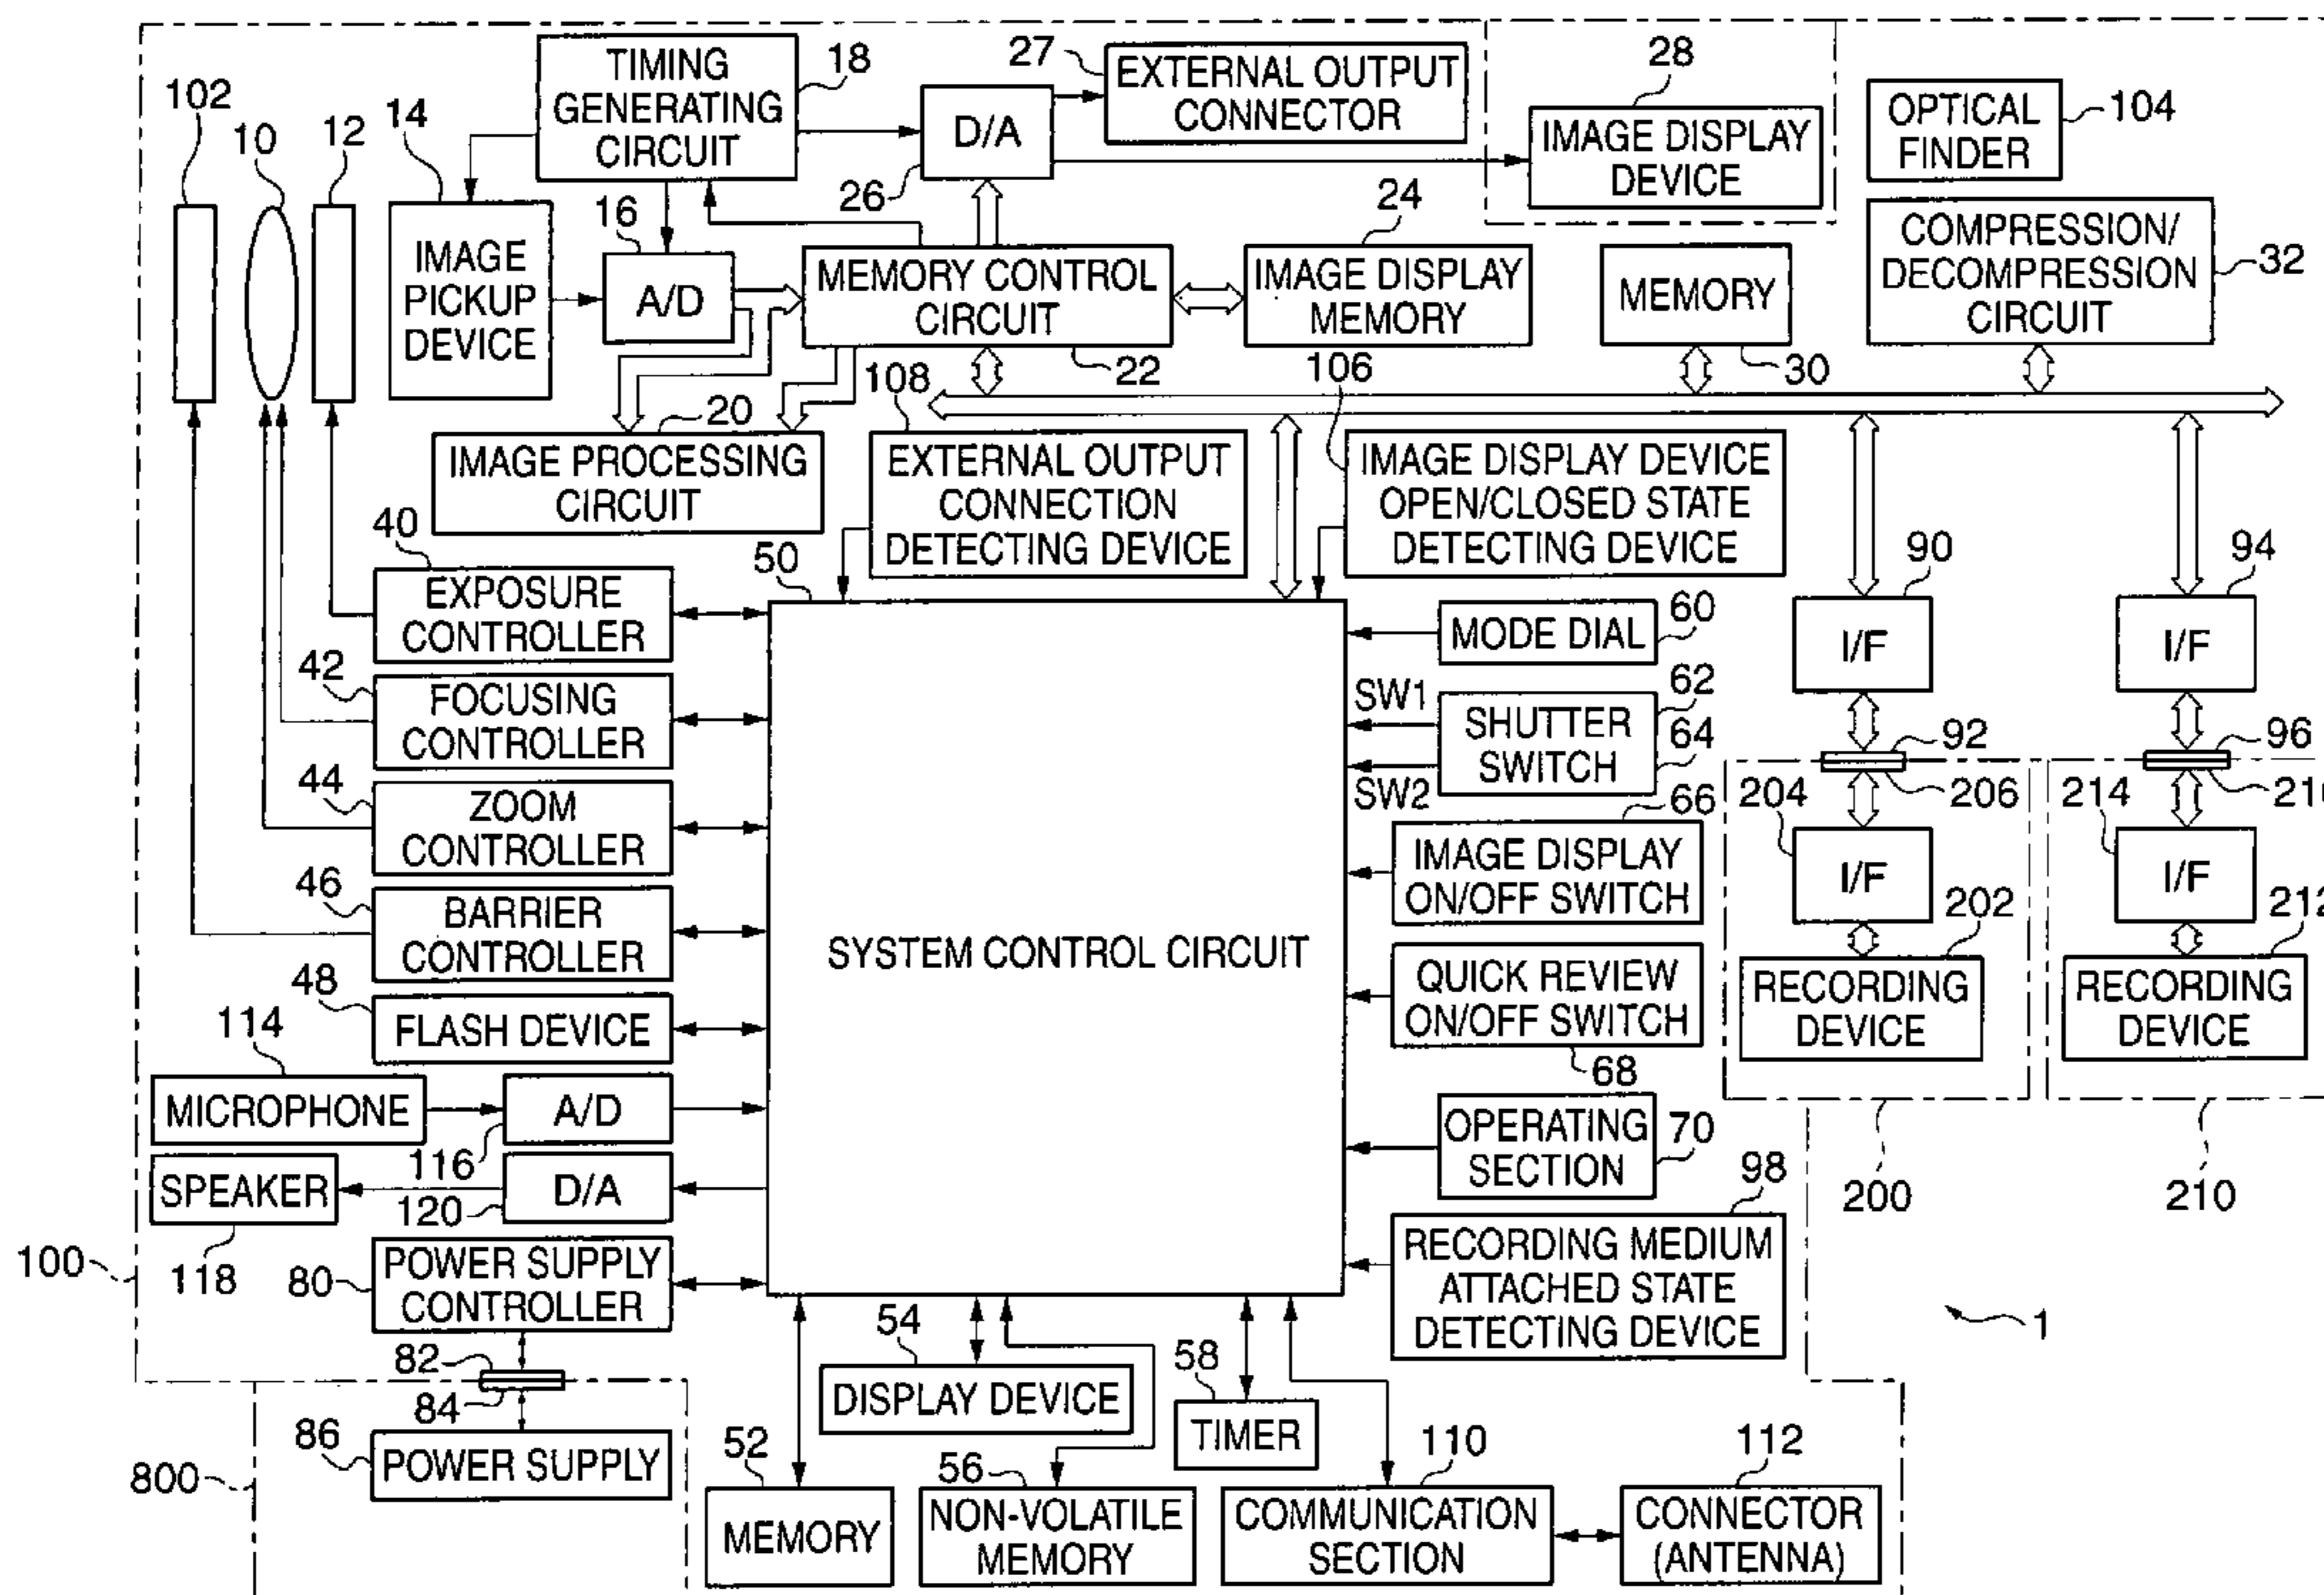 TIMING
GENERATING
CIRCUIT
18
27
EXTERNAL OUTPUT
CONNECTOR
28
IMAGE DISPLAY
DEVICE
OPTICAL
FINDER
104
102
10
12
14
D/A
26
24
16
IMAGE
PICKUP
DEVICE
A/D
MEMORY CONTROL
CIRCUIT
22
IMAGE DISPLAY
MEMORY
MEMORY
30
COMPRESSION/
DECOMPRESSION
CIRCUIT
32
20
IMAGE PROCESSING
CIRCUIT
108
EXTERNAL OUTPUT
CONNECTION
DETECTING DEVICE
106
IMAGE DISPLAY DEVICE
OPEN/CLOSED STATE
DETECTING DEVICE
40
EXPOSURE
CONTROLLER
50
SYSTEM CONTROL CIRCUIT
MODE DIAL
60
90
I/F
94
I/F
42
FOCUSING
CONTROLLER
SW1
SW2
SHUTTER
SWITCH
62
64
92
96
44
ZOOM
CONTROLLER
66
IMAGE DISPLAY
ON/OFF SWITCH
204
206
I/F
214
I/F
46
BARRIER
CONTROLLER
QUICK REVIEW
ON/OFF SWITCH
68
202
RECORDING
DEVICE
212
RECORDING
DEVICE
48
FLASH DEVICE
114
MICROPHONE
A/D
116
OPERATING
SECTION
70
200
210
SPEAKER
118
D/A
120
98
RECORDING MEDIUM
ATTACHED STATE
DETECTING DEVICE
100
80
POWER SUPPLY
CONTROLLER
1
82
84
54
DISPLAY DEVICE
58
TIMER
800
86
POWER SUPPLY
52
MEMORY
56
NON-VOLATILE
MEMORY
110
COMMUNICATION
SECTION
112
CONNECTOR
(ANTENNA)